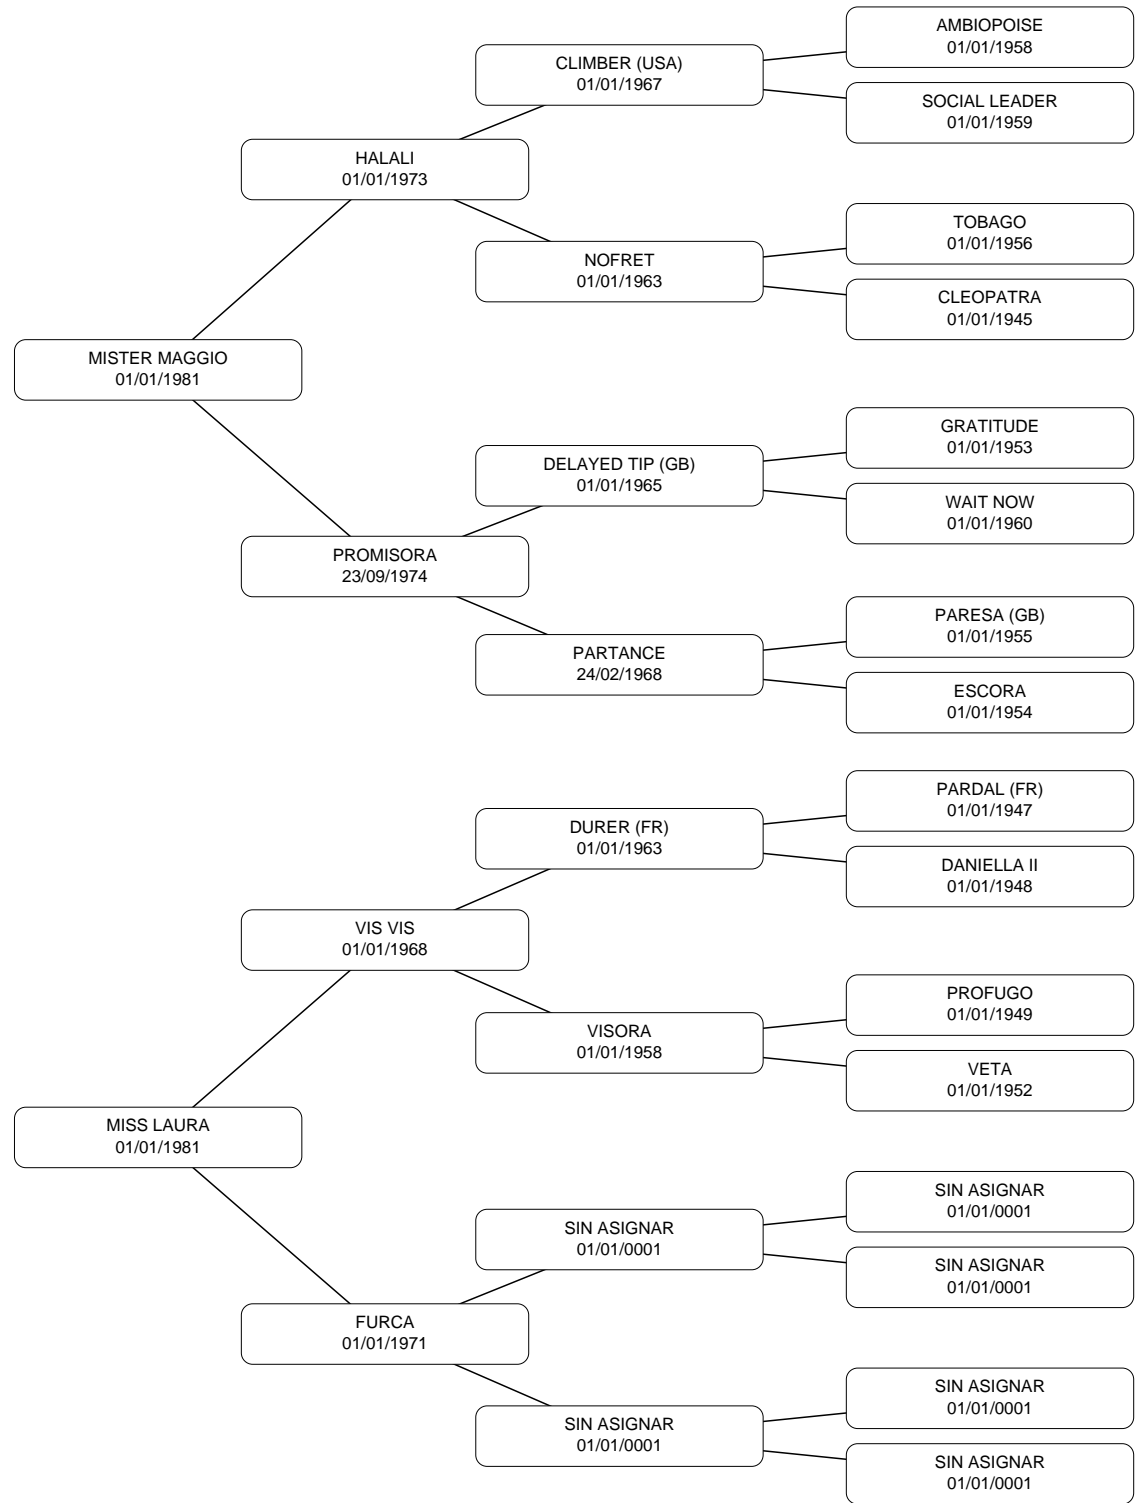 AMBIOPOISE
01/01/1958
CLIMBER (USA)
01/01/1967
SOCIAL LEADER
01/01/1959
HALALI
01/01/1973
TOBAGO
01/01/1956
NOFRET
01/01/1963
CLEOPATRA
01/01/1945
MISTER MAGGIO
01/01/1981
GRATITUDE
01/01/1953
DELAYED TIP (GB)
01/01/1965
WAIT NOW
01/01/1960
PROMISORA
23/09/1974
PARESA (GB)
01/01/1955
PARTANCE
24/02/1968
ESCORA
01/01/1954
PARDAL (FR)
01/01/1947
DURER (FR)
01/01/1963
DANIELLA II
01/01/1948
VIS VIS
01/01/1968
PROFUGO
01/01/1949
VISORA
01/01/1958
VETA
01/01/1952
MISS LAURA
01/01/1981
SIN ASIGNAR
01/01/0001
SIN ASIGNAR
01/01/0001
SIN ASIGNAR
01/01/0001
FURCA
01/01/1971
SIN ASIGNAR
01/01/0001
SIN ASIGNAR
01/01/0001
SIN ASIGNAR
01/01/0001